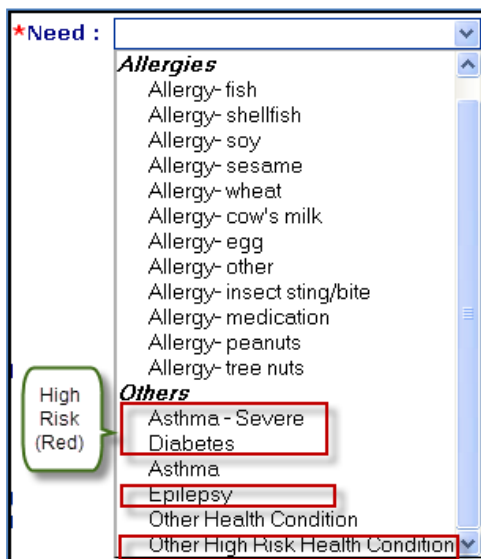 *Need :
Allergies
Allergy- fish
Allergy- shellfish
Allergy- soy
Allergy- sesame
Allergy- wheat
Allergy- cow's milk
Allergy- egg
Allergy- other
Allergy- insect sting/bite
Allergy- medication
Allergy- peanuts
Allergy- tree nuts
Others
Asthma - Severe
Diabetes
Asthma
Epilepsy
Other Health Condition
Other High Risk Health Condition
High
Risk
(Red)